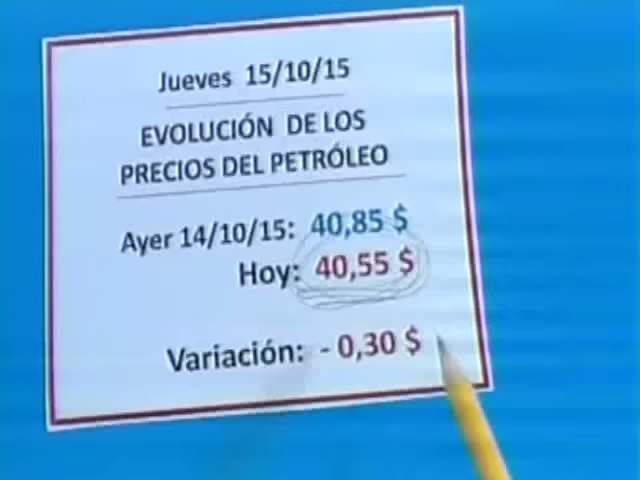 Jueves 15/10/15
EVOLUCIÓN DE LOS
PRECIOS DEL PETRÓLEO
Ayer 14/10/15: 40,85 $
Hoy: 40,55 $
Variación: - 0,30 $